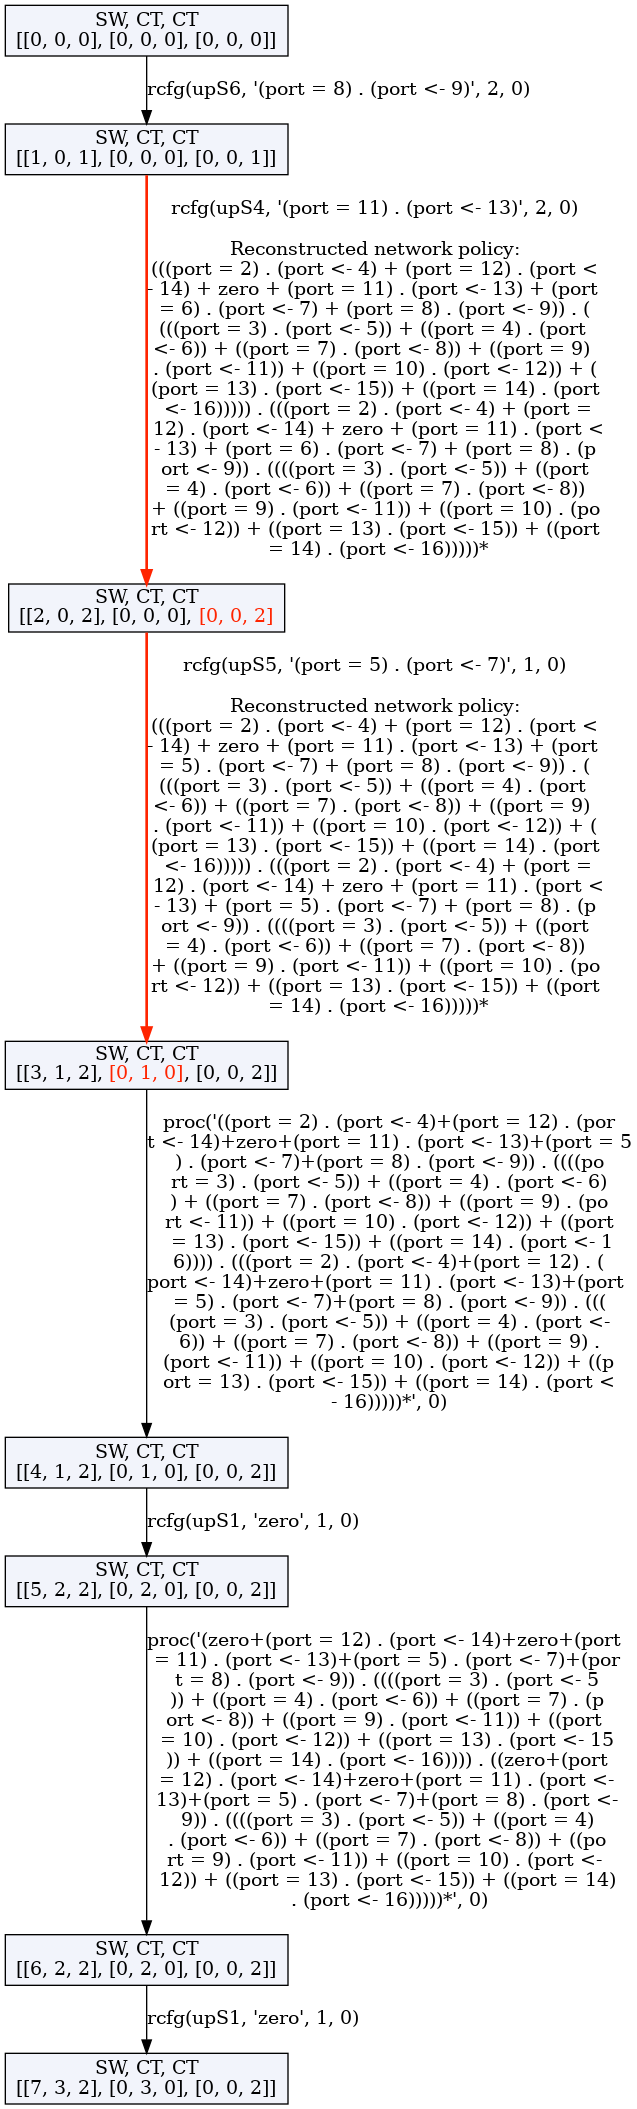 SW, CT, CT
[[0, 0, 0], [0, 0, 0], [0, 0, 0]]
rcfg(upS6, '(port = 8) . (port <- 9)', 2, 0)
SW, CT, CT
[[1, 0, 1], [0, 0, 0], [0, 0, 1]]
rcfg(upS4, '(port = 11) . (port <- 13)', 2, 0)
Reconstructed network policy:
(((port = 2) . (port <- 4) + (port = 12) . (port <
- 14) + zero + (port = 11) . (port <- 13) + (port
= 6) . (port <- 7) + (port = 8) . (port <- 9)) . (
(((port = 3) . (port <- 5)) + ((port = 4) . (port
<- 6)) + ((port = 7) . (port <- 8)) + ((port = 9)
. (port <- 11)) + ((port = 10) . (port <- 12)) + (
(port = 13) . (port <- 15)) + ((port = 14) . (port
<- 16))))) . (((port = 2) . (port <- 4) + (port =
12) . (port <- 14) + zero + (port = 11) . (port <
- 13) + (port = 6) . (port <- 7) + (port = 8) . (p
ort <- 9)) . ((((port = 3) . (port <- 5)) + ((port
= 4) . (port <- 6)) + ((port = 7) . (port <- 8))
+ ((port = 9) . (port <- 11)) + ((port = 10) . (po
rt <- 12)) + ((port = 13) . (port <- 15)) + ((port
= 14) . (port <- 16)))))*
SW, CT, CT
[[2, 0, 2], [0, 0, 0], [0, 0, 2]
rcfg(upS5, '(port = 5) . (port <- 7)', 1, 0)
Reconstructed network policy:
(((port = 2) . (port <- 4) + (port = 12) . (port <
- 14) + zero + (port = 11) . (port <- 13) + (port
= 5) . (port <- 7) + (port = 8) . (port <- 9)) . (
(((port = 3) . (port <- 5)) + ((port = 4) . (port
<- 6)) + ((port = 7) . (port <- 8)) + ((port = 9)
. (port <- 11)) + ((port = 10) . (port <- 12)) + (
(port = 13) . (port <- 15)) + ((port = 14) . (port
<- 16))))) . (((port = 2) . (port <- 4) + (port =
12) . (port <- 14) + zero + (port = 11) . (port <
- 13) + (port = 5) . (port <- 7) + (port = 8) . (p
ort <- 9)) . ((((port = 3) . (port <- 5)) + ((port
= 4) . (port <- 6)) + ((port = 7) . (port <- 8))
+ ((port = 9) . (port <- 11)) + ((port = 10) . (po
rt <- 12)) + ((port = 13) . (port <- 15)) + ((port
= 14) . (port <- 16)))))*
SW, CT, CT
[[3, 1, 2], [0, 1, 0], [0, 0, 2]]
proc('((port = 2) . (port <- 4)+(port = 12) . (por
t <- 14)+zero+(port = 11) . (port <- 13)+(port = 5
) . (port <- 7)+(port = 8) . (port <- 9)) . ((((po
rt = 3) . (port <- 5)) + ((port = 4) . (port <- 6)
) + ((port = 7) . (port <- 8)) + ((port = 9) . (po
rt <- 11)) + ((port = 10) . (port <- 12)) + ((port
= 13) . (port <- 15)) + ((port = 14) . (port <- 1
6)))) . (((port = 2) . (port <- 4)+(port = 12) . (
port <- 14)+zero+(port = 11) . (port <- 13)+(port
= 5) . (port <- 7)+(port = 8) . (port <- 9)) . (((
(port = 3) . (port <- 5)) + ((port = 4) . (port <-
6)) + ((port = 7) . (port <- 8)) + ((port = 9) .
(port <- 11)) + ((port = 10) . (port <- 12)) + ((p
ort = 13) . (port <- 15)) + ((port = 14) . (port <
- 16)))))*', 0)
SW, CT, CT
[[4, 1, 2], [0, 1, 0], [0, 0, 2]]
rcfg(upS1, 'zero', 1, 0)
SW, CT, CT
[[5, 2, 2], [0, 2, 0], [0, 0, 2]]
proc('(zero+(port = 12) . (port <- 14)+zero+(port
= 11) . (port <- 13)+(port = 5) . (port <- 7)+(por
t = 8) . (port <- 9)) . ((((port = 3) . (port <- 5
)) + ((port = 4) . (port <- 6)) + ((port = 7) . (p
ort <- 8)) + ((port = 9) . (port <- 11)) + ((port
= 10) . (port <- 12)) + ((port = 13) . (port <- 15
)) + ((port = 14) . (port <- 16)))) . ((zero+(port
= 12) . (port <- 14)+zero+(port = 11) . (port <-
13)+(port = 5) . (port <- 7)+(port = 8) . (port <-
9)) . ((((port = 3) . (port <- 5)) + ((port = 4)
. (port <- 6)) + ((port = 7) . (port <- 8)) + ((po
rt = 9) . (port <- 11)) + ((port = 10) . (port <-
12)) + ((port = 13) . (port <- 15)) + ((port = 14)
. (port <- 16)))))*', 0)
SW, CT, CT
[[6, 2, 2], [0, 2, 0], [0, 0, 2]]
rcfg(upS1, 'zero', 1, 0)
SW, CT, CT
[[7, 3, 2], [0, 3, 0], [0, 0, 2]]